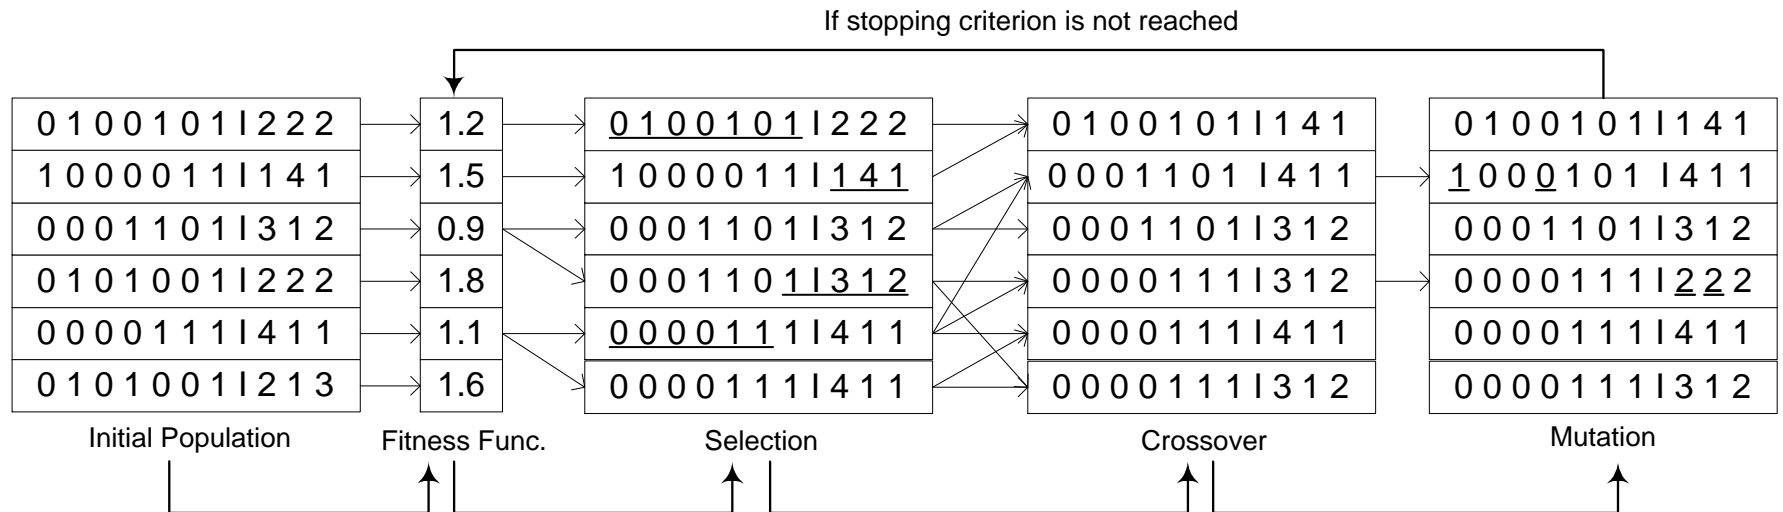 If stopping criterion is not reached
0 1 0 0 1 0 1 I 2 2 2 1.2 0 1 0 0 1 0 1 I 2 2 2 0 1 0 0 1 0 1 I 1 4 1 0 1 0 0 1 0 1 I 1 4 1
1 0 0 0 0 1 1 I 1 4 1 1.5 1 0 0 0 0 1 1 I 1 4 1 0 0 0 1 1 0 1 I 4 1 1 1 0 0 0 1 0 1 I 4 1 1
0 0 0 1 1 0 1 I 3 1 2 0.9 0 0 0 1 1 0 1 I 3 1 2 0 0 0 1 1 0 1 I 3 1 2 0 0 0 1 1 0 1 I 3 1 2
0 1 0 1 0 0 1 I 2 2 2 1.8 0 0 0 1 1 0 1 I 3 1 2 0 0 0 0 1 1 1 I 3 1 2 0 0 0 0 1 1 1 I 2 2 2
0 0 0 0 1 1 1 I 4 1 1 1.1 0 0 0 0 1 1 1 I 4 1 1 0 0 0 0 1 1 1 I 4 1 1 0 0 0 0 1 1 1 I 4 1 1
0 1 0 1 0 0 1 I 2 1 3 1.6 0 0 0 0 1 1 1 I 4 1 1 0 0 0 0 1 1 1 I 3 1 2 0 0 0 0 1 1 1 I 3 1 2
Initial Population Fitness Func. Selection Crossover Mutation